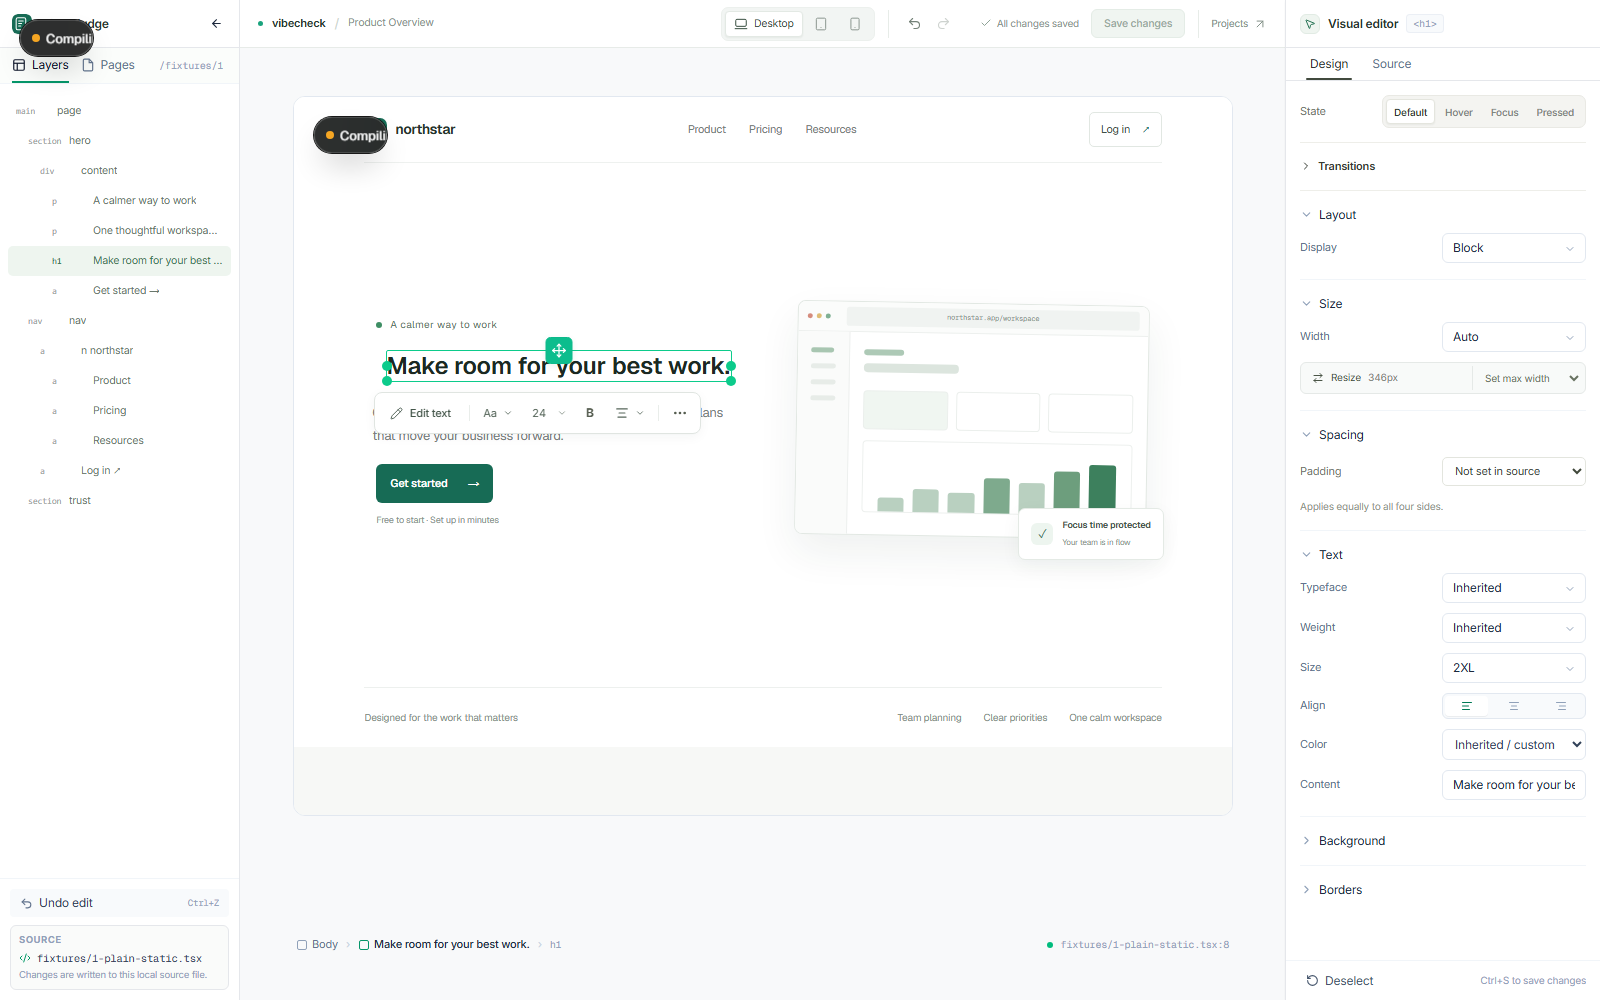 Compili
vibecheck / Product Overview
Desktop
All changes saved
Save changes
Projects
Visual editor <h1>
Layers
Pages
/fixtures/1
Design
Source
main page
section hero
div content
p A calmer way to work
p One thoughtful workspa...
h1 Make room for your best ...
a Get started →
nav nav
a n northstar
a Product
a Pricing
a Resources
a Log in ↗
section trust
Undo edit Ctrl+Z
SOURCE
fixtures/1-plain-static.tsx
Changes are written to this local source file.
Compili
northstar
Product
Pricing
Resources
Log in ↗
A calmer way to work
Make room for your best work.
Edit text
Aa
24
B
lans
that move your business forward.
Get started →
Free to start · Set up in minutes
northstar.app/workspace
Focus time protected
Your team is in flow
Designed for the work that matters
Team planning
Clear priorities
One calm workspace
Body › Make room for your best work. › h1
fixtures/1-plain-static.tsx:8
State
Default
Hover
Focus
Pressed
Transitions
Layout
Display
Block
Size
Width
Auto
Resize 346px
Set max width
Spacing
Padding
Not set in source
Applies equally to all four sides.
Text
Typeface
Inherited
Weight
Inherited
Size
2XL
Align
Color
Inherited / custom
Content
Make room for your be
Background
Borders
Deselect
Ctrl+S to save changes